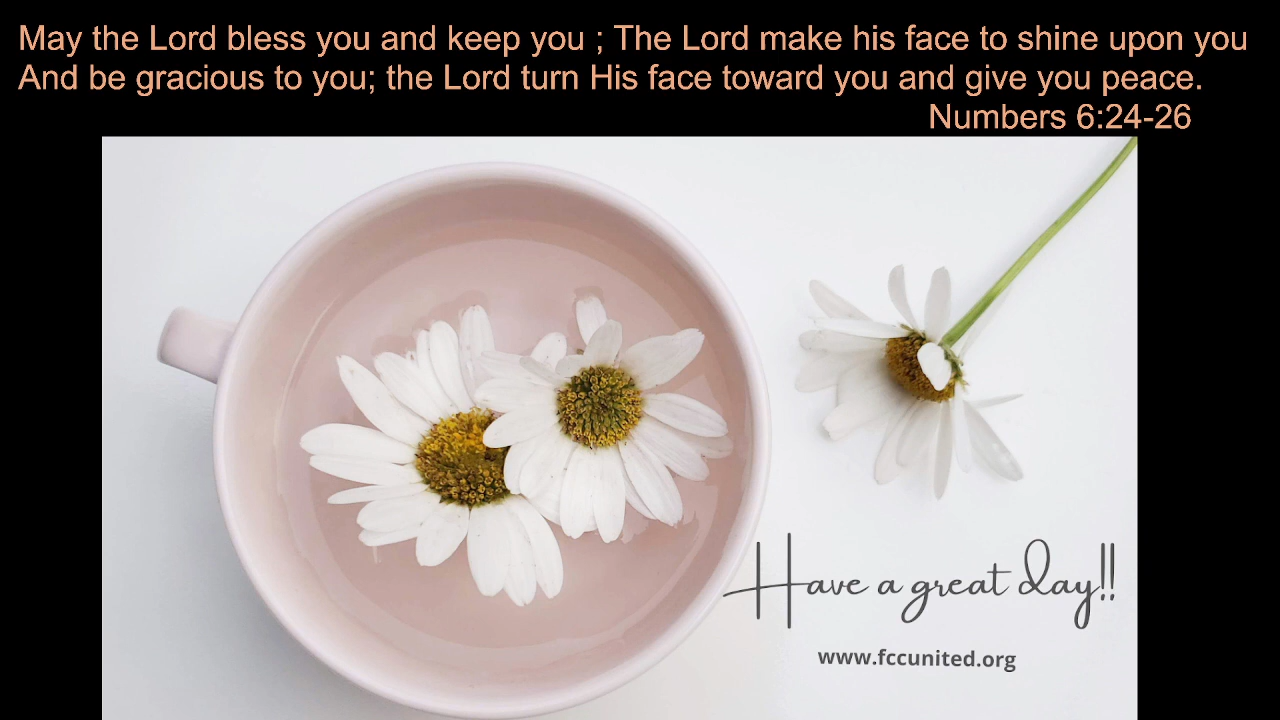 May the Lord bless you and keep you ; The Lord make his face to shine upon you
And be gracious to you; the Lord turn His face toward you and give you peace.
Numbers 6:24-26
Have a great day!!
www.fccunited.org